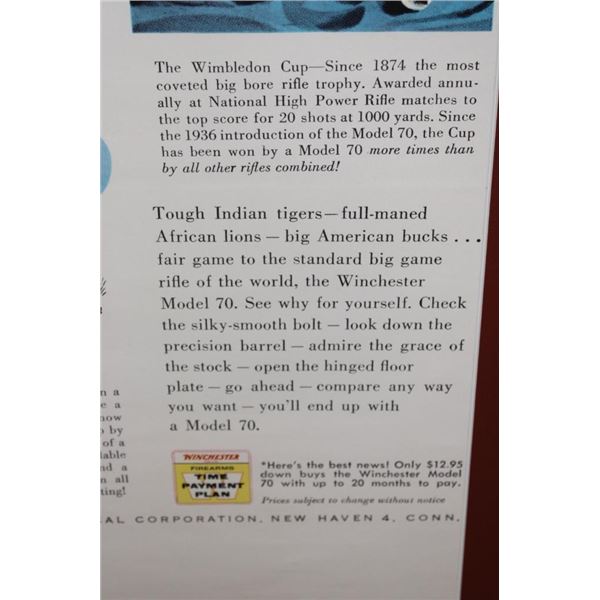 The Wimbledon Cup—Since 1874 the most
coveted big bore rifle trophy. Awarded annu-
ally at National High Power Rifle matches to
the top score for 20 shots at 1000 yards. Since
the 1936 introduction of the Model 70, the Cup
has been won by a Model 70 more times than
by all other rifles combined!
Tough Indian tigers—full-maned
African lions — big American bucks . . .
fair game to the standard big game
rifle of the world, the Winchester
Model 70. See why for yourself. Check
the silky-smooth bolt — look down the
precision barrel — admire the grace of
the stock — open the hinged floor
plate — go ahead — compare any way
you want — you'll end up with
a Model 70.
n a
e a
now
by
of a
lable
nd a
n all
ting!
WINCHESTER
FIREARMS
TIME
PAYMENT
PLAN
*Here's the best news! Only $12.95
down buys the Winchester Model
70 with up to 20 months to pay.
Prices subject to change without notice
AL CORPORATION, NEW HAVEN 4, CONN.